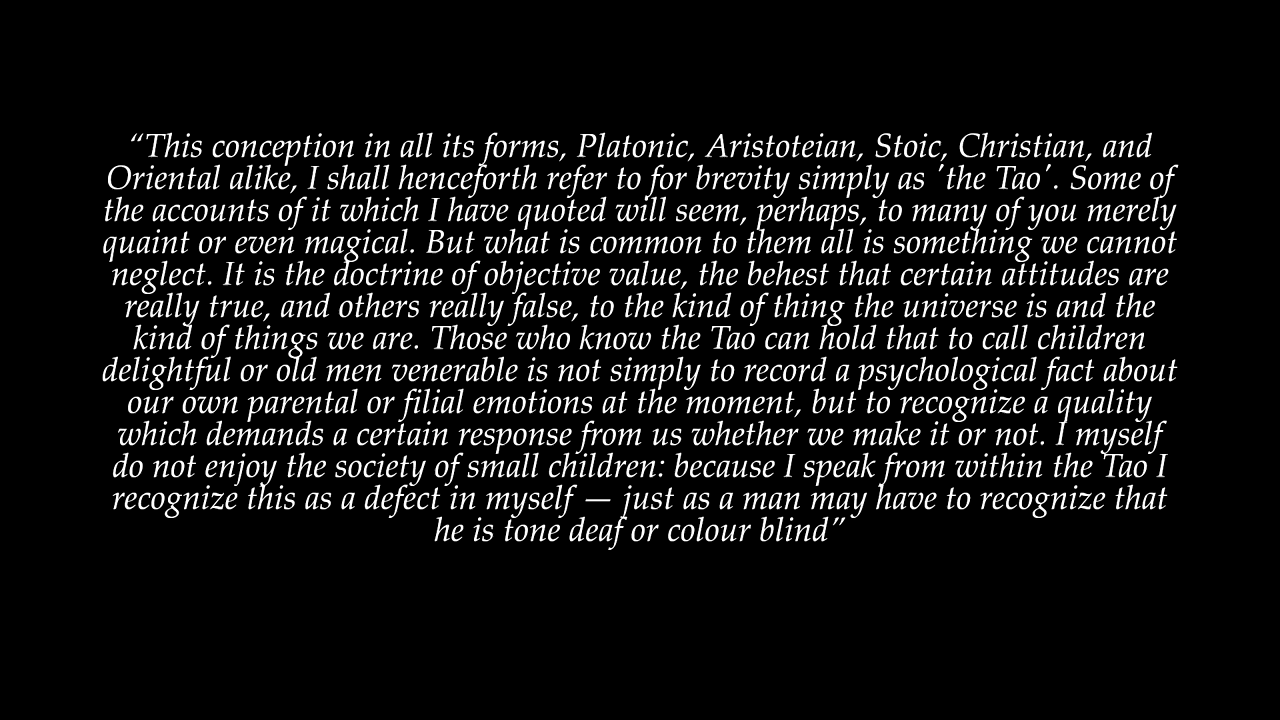 “This conception in all its forms, Platonic, Aristoteian, Stoic, Christian, and
Oriental alike, I shall henceforth refer to for brevity simply as 'the Tao'. Some of
the accounts of it which I have quoted will seem, perhaps, to many of you merely
quaint or even magical. But what is common to them all is something we cannot
neglect. It is the doctrine of objective value, the behest that certain attitudes are
really true, and others really false, to the kind of thing the universe is and the
kind of things we are. Those who know the Tao can hold that to call children
delightful or old men venerable is not simply to record a psychological fact about
our own parental or filial emotions at the moment, but to recognize a quality
which demands a certain response from us whether we make it or not. I myself
do not enjoy the society of small children: because I speak from within the Tao I
recognize this as a defect in myself — just as a man may have to recognize that
he is tone deaf or colour blind”